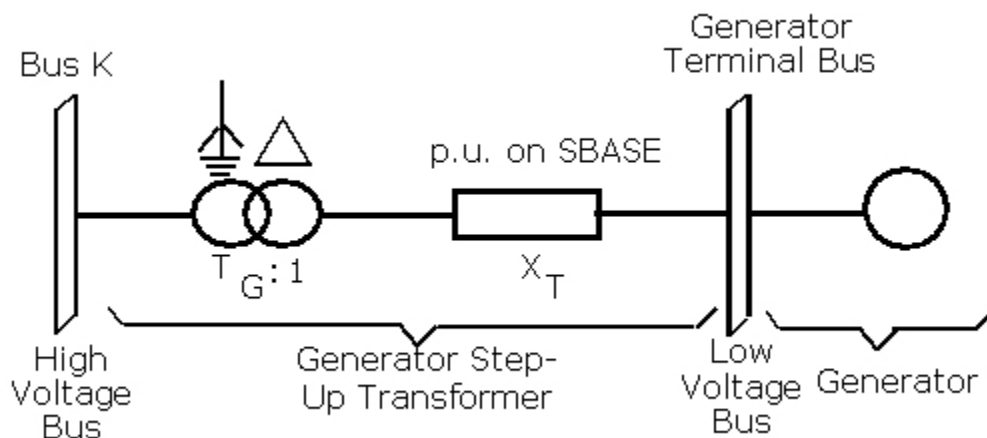 Bus K
Generator
Terminal Bus
p.u. on SBASE
T G : 1
X T
High
Voltage
Bus
Generator Step-
Up Transformer
Low
Voltage
Bus
Generator